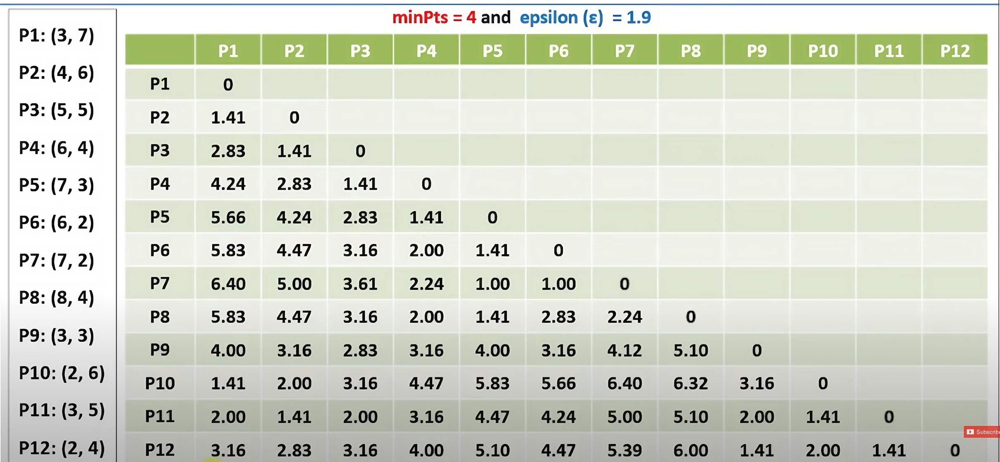 minPts = 4 and epsilon (ε) = 1.9
P1: (3, 7)
P2: (4, 6)
P3: (5, 5)
P4: (6, 4)
P5: (7, 3)
P6: (6, 2)
P7: (7, 2)
P8: (8, 4)
P9: (3, 3)
P10: (2, 6)
P11: (3, 5)
P12: (2, 4)
P1 P2 P3 P4 P5 P6 P7 P8 P9 P10 P11 P12
P1 0
P2 1.41 0
P3 2.83 1.41 0
P4 4.24 2.83 1.41 0
P5 5.66 4.24 2.83 1.41 0
P6 5.83 4.47 3.16 2.00 1.41 0
P7 6.40 5.00 3.61 2.24 1.00 1.00 0
P8 5.83 4.47 3.16 2.00 1.41 2.83 2.24 0
P9 4.00 3.16 2.83 3.16 4.00 3.16 4.12 5.10 0
P10 1.41 2.00 3.16 4.47 5.83 5.66 6.40 6.32 3.16 0
P11 2.00 1.41 2.00 3.16 4.47 4.24 5.00 5.10 2.00 1.41 0
P12 3.16 2.83 3.16 4.00 5.10 4.47 5.39 6.00 1.41 2.00 1.41 0
Subscribe